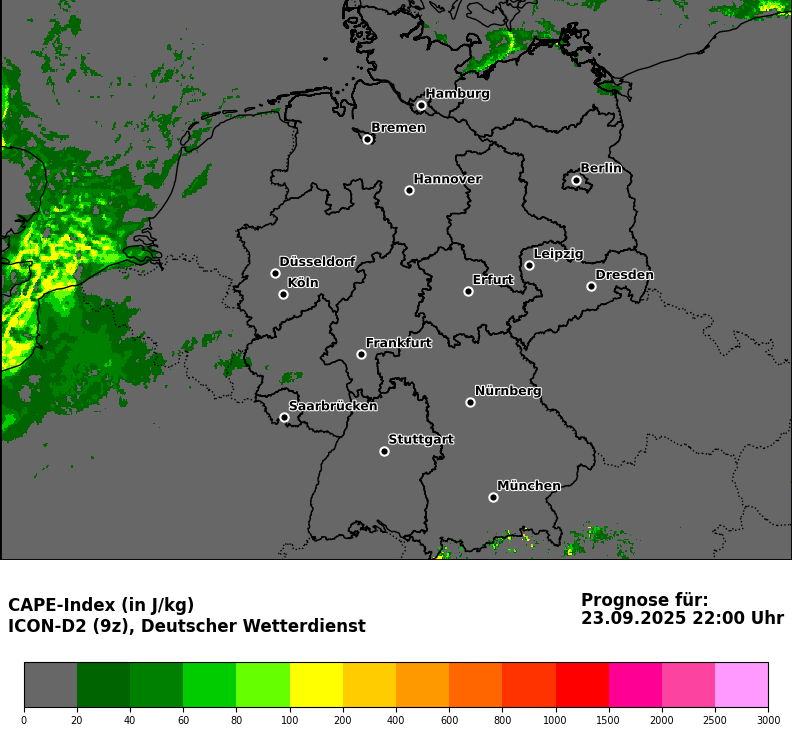 Hamburg
Bremen
Berlin
Hannover
Leipzig
Düsseldorf
Dresden
Köln
Erfurt
Frankfurt
Nürnberg
Saarbrücken
Stuttgart
München
CAPE-Index (in J/kg)
ICON-D2 (9z), Deutscher Wetterdienst
Prognose für:
23.09.2025 22:00 Uhr
0 20 40 60 80 100 200 400 600 800 1000 1500 2000 2500 3000